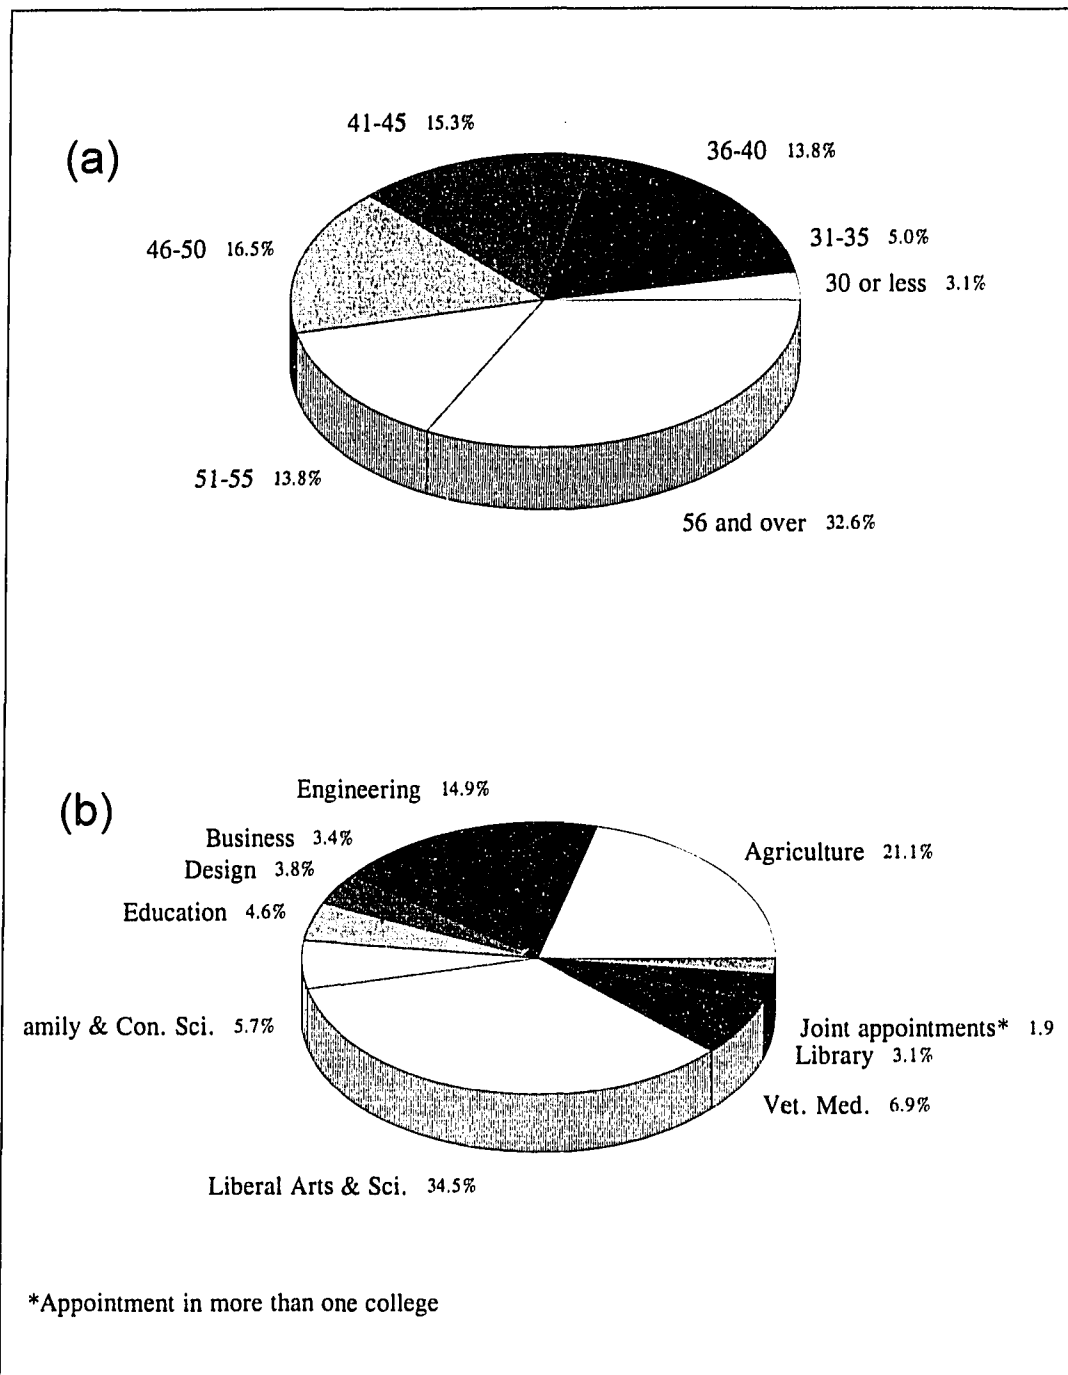 (a)
41-45 15.3%
36-40 13.8%
46-50 16.5%
31-35 5.0%
30 or less 3.1%
51-55 13.8%
56 and over 32.6%
(b)
Engineering 14.9%
Business 3.4%
Agriculture 21.1%
Design 3.8%
Education 4.6%
amily & Con. Sci. 5.7%
Joint appointments* 1.9
Library 3.1%
Vet. Med. 6.9%
Liberal Arts & Sci. 34.5%
*Appointment in more than one college